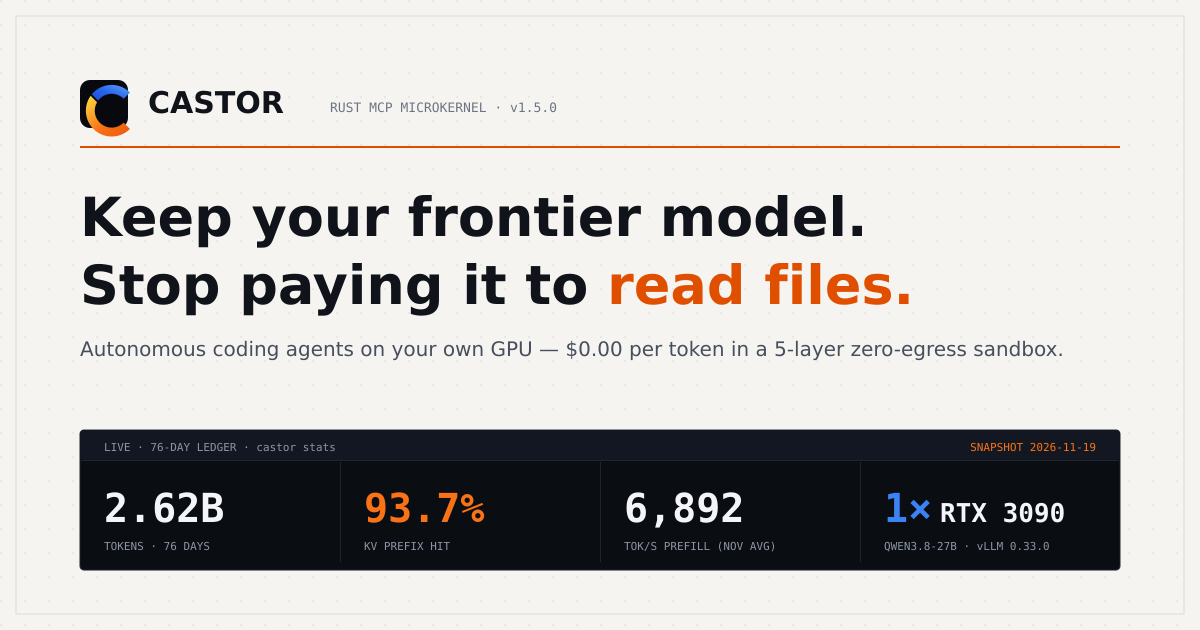 CASTOR
RUST MCP MICROKERNEL · v1.5.0
Keep your frontier model.
Stop paying it to read files.
Autonomous coding agents on your own GPU — $0.00 per token in a 5-layer zero-egress sandbox.
LIVE · 76-DAY LEDGER · castor stats
SNAPSHOT 2026-11-19
2.62B
TOKENS · 76 DAYS
93.7%
KV PREFIX HIT
6,892
TOK/S PREFILL (NOV AVG)
1× RTX 3090
QWEN3.8-27B · vLLM 0.33.0